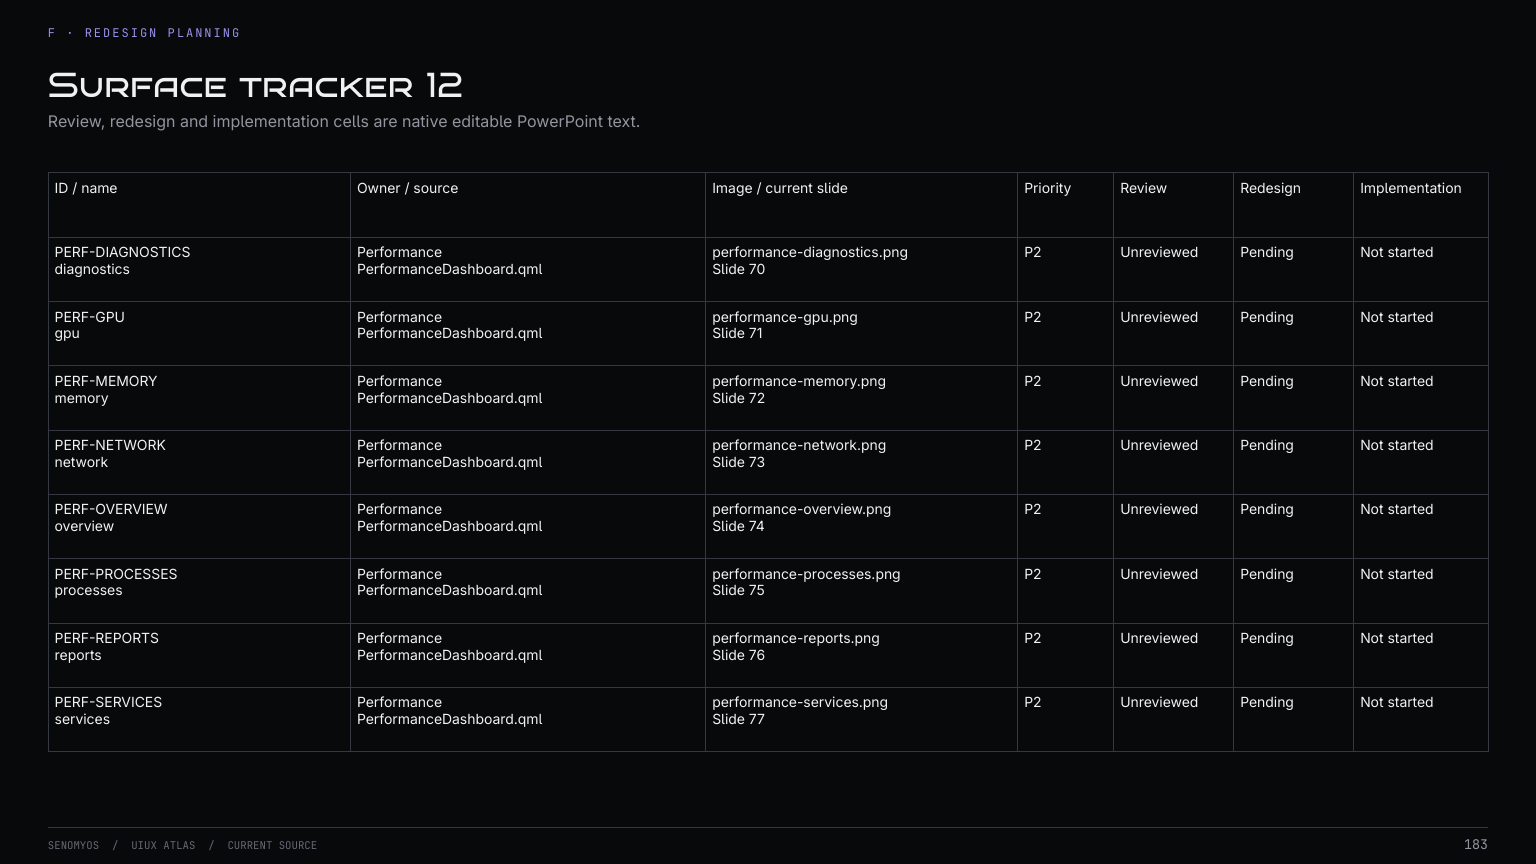 F · REDESIGN PLANNING
Surface tracker 12
Review, redesign and implementation cells are native editable PowerPoint text.
ID / name Owner / source Image / current slide Priority Review Redesign Implementation
PERF-DIAGNOSTICS Performance performance-diagnostics.png P2 Unreviewed Pending Not started
diagnostics PerformanceDashboard.qml Slide 70
PERF-GPU Performance performance-gpu.png P2 Unreviewed Pending Not started
gpu PerformanceDashboard.qml Slide 71
PERF-MEMORY Performance performance-memory.png P2 Unreviewed Pending Not started
memory PerformanceDashboard.qml Slide 72
PERF-NETWORK Performance performance-network.png P2 Unreviewed Pending Not started
network PerformanceDashboard.qml Slide 73
PERF-OVERVIEW Performance performance-overview.png P2 Unreviewed Pending Not started
overview PerformanceDashboard.qml Slide 74
PERF-PROCESSES Performance performance-processes.png P2 Unreviewed Pending Not started
processes PerformanceDashboard.qml Slide 75
PERF-REPORTS Performance performance-reports.png P2 Unreviewed Pending Not started
reports PerformanceDashboard.qml Slide 76
PERF-SERVICES Performance performance-services.png P2 Unreviewed Pending Not started
services PerformanceDashboard.qml Slide 77
SENOMYOS / UIUX ATLAS / CURRENT SOURCE 183